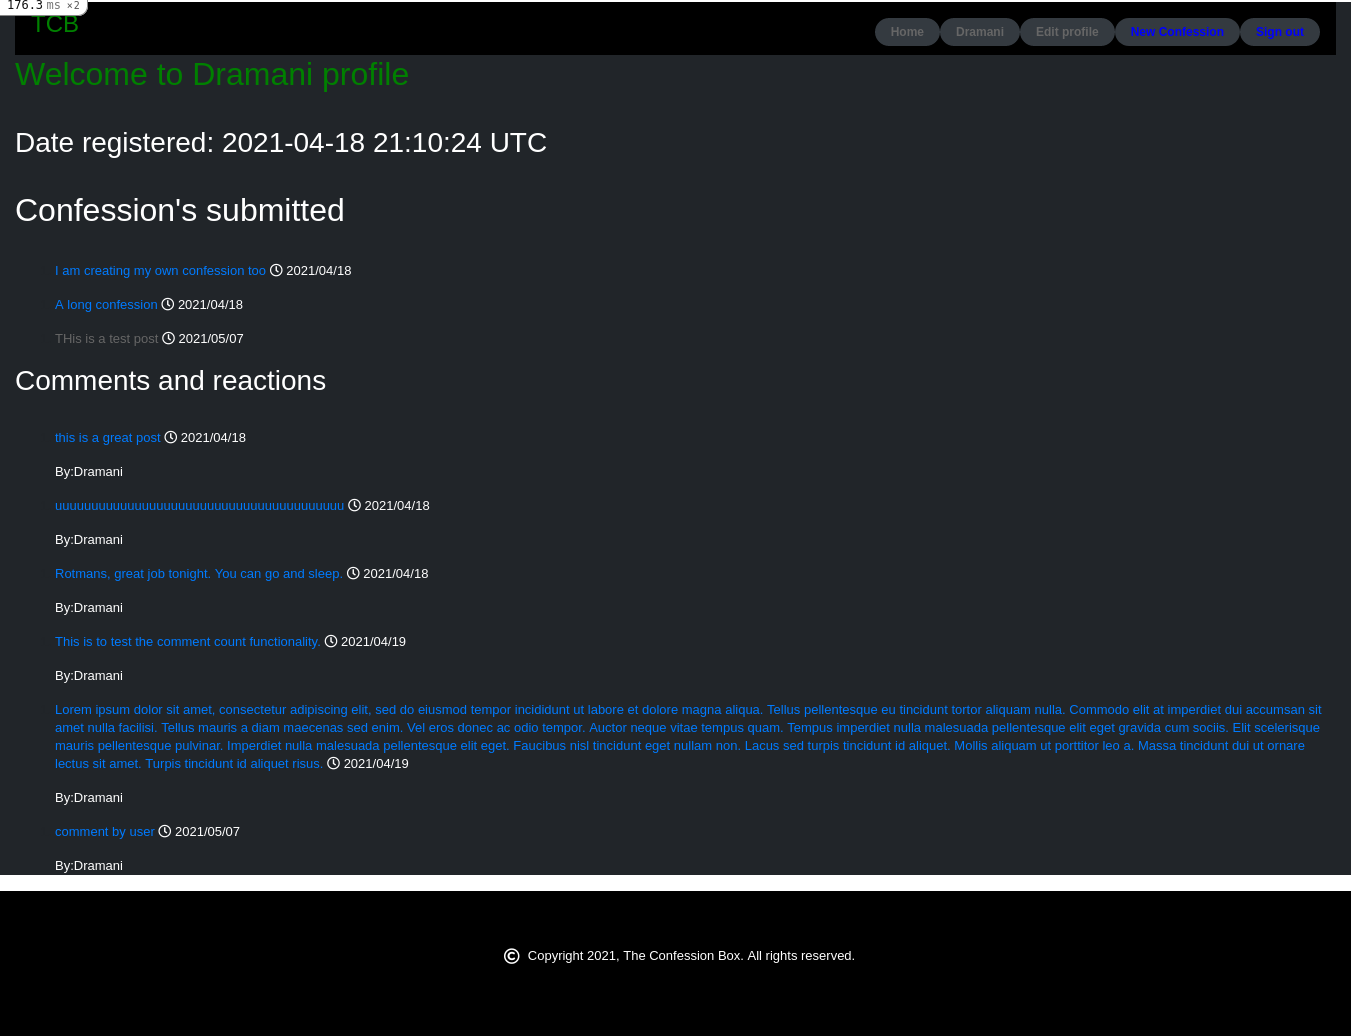 176.3 ms ×2
TCB
Home Dramani Edit profile New Confession Sign out
Welcome to Dramani profile
Date registered: 2021-04-18 21:10:24 UTC
Confession's submitted
I am creating my own confession too 2021/04/18
A long confession 2021/04/18
THis is a test post 2021/05/07
Comments and reactions
this is a great post 2021/04/18
By:Dramani
uuuuuuuuuuuuuuuuuuuuuuuuuuuuuuuuuuuuuuuu 2021/04/18
By:Dramani
Rotmans, great job tonight. You can go and sleep. 2021/04/18
By:Dramani
This is to test the comment count functionality. 2021/04/19
By:Dramani
Lorem ipsum dolor sit amet, consectetur adipiscing elit, sed do eiusmod tempor incididunt ut labore et dolore magna aliqua. Tellus pellentesque eu tincidunt tortor aliquam nulla. Commodo elit at imperdiet dui accumsan sit
amet nulla facilisi. Tellus mauris a diam maecenas sed enim. Vel eros donec ac odio tempor. Auctor neque vitae tempus quam. Tempus imperdiet nulla malesuada pellentesque elit eget gravida cum sociis. Elit scelerisque
mauris pellentesque pulvinar. Imperdiet nulla malesuada pellentesque elit eget. Faucibus nisl tincidunt eget nullam non. Lacus sed turpis tincidunt id aliquet. Mollis aliquam ut porttitor leo a. Massa tincidunt dui ut ornare
lectus sit amet. Turpis tincidunt id aliquet risus. 2021/04/19
By:Dramani
comment by user 2021/05/07
By:Dramani
© Copyright 2021, The Confession Box. All rights reserved.